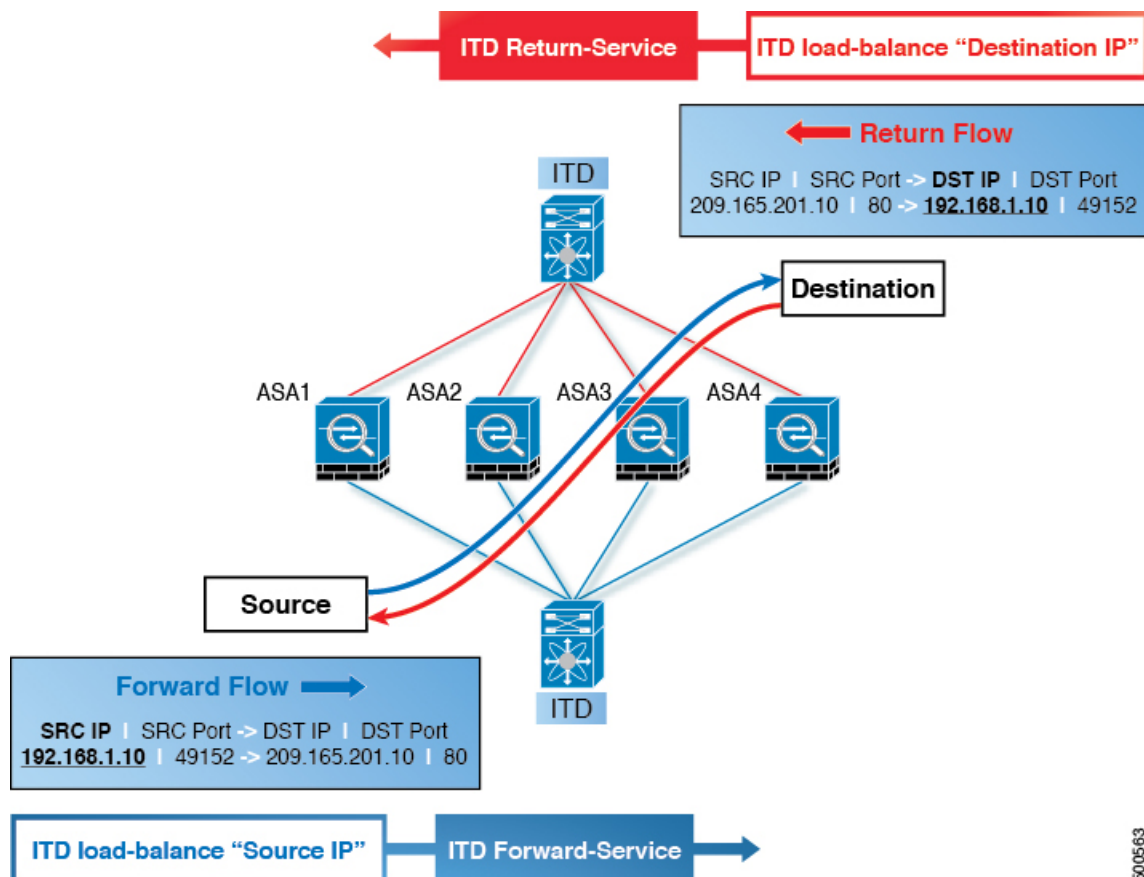 ITD Return-Service
ITD load-balance “Destination IP”
Return Flow
SRC IP | SRC Port -> DST IP | DST Port
209.165.201.10 | 80 -> 192.168.1.10 | 49152
ITD
Destination
ASA1
ASA2
ASA3
ASA4
Source
ITD
Forward Flow
SRC IP | SRC Port -> DST IP | DST Port
192.168.1.10 | 49152 -> 209.165.201.10 | 80
ITD load-balance “Source IP”
ITD Forward-Service